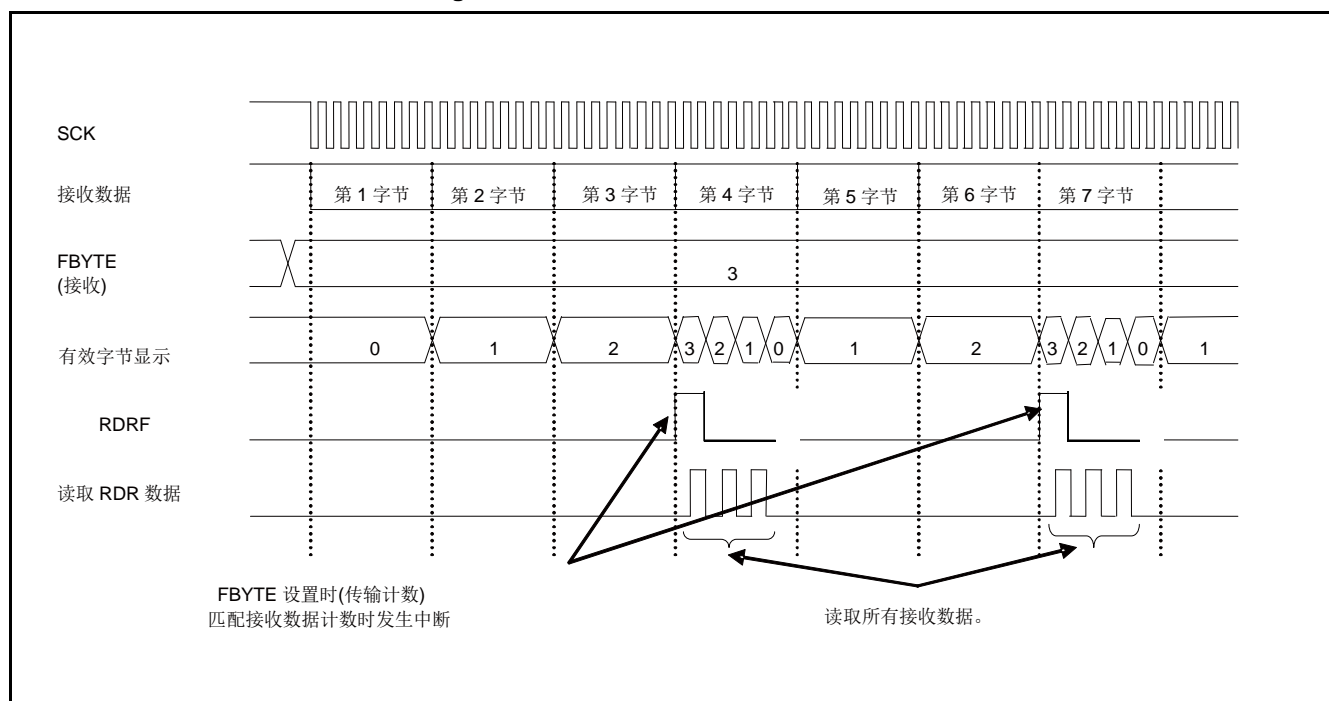 SCK
接收数据
第 1 字节 第 2 字节 第 3 字节 第 4 字节 第 5 字节 第 6 字节 第 7 字节
FBYTE
(接收)
3
有效字节显示
0 1 2 3 2 1 0 1 2 3 2 1 0 1
RDRF
读取 RDR 数据
FBYTE 设置时(传输计数)
匹配接收数据计数时发生中断
读取所有接收数据。